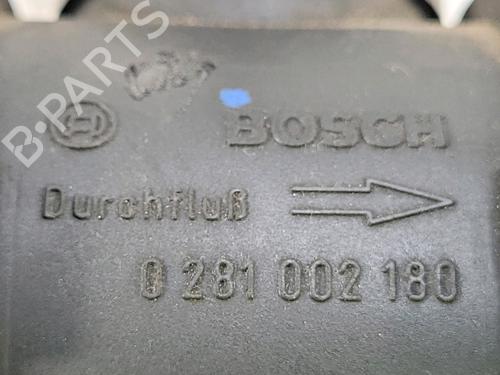 B-PARTS
BOSCH
Durchfluß
0 281 002 180